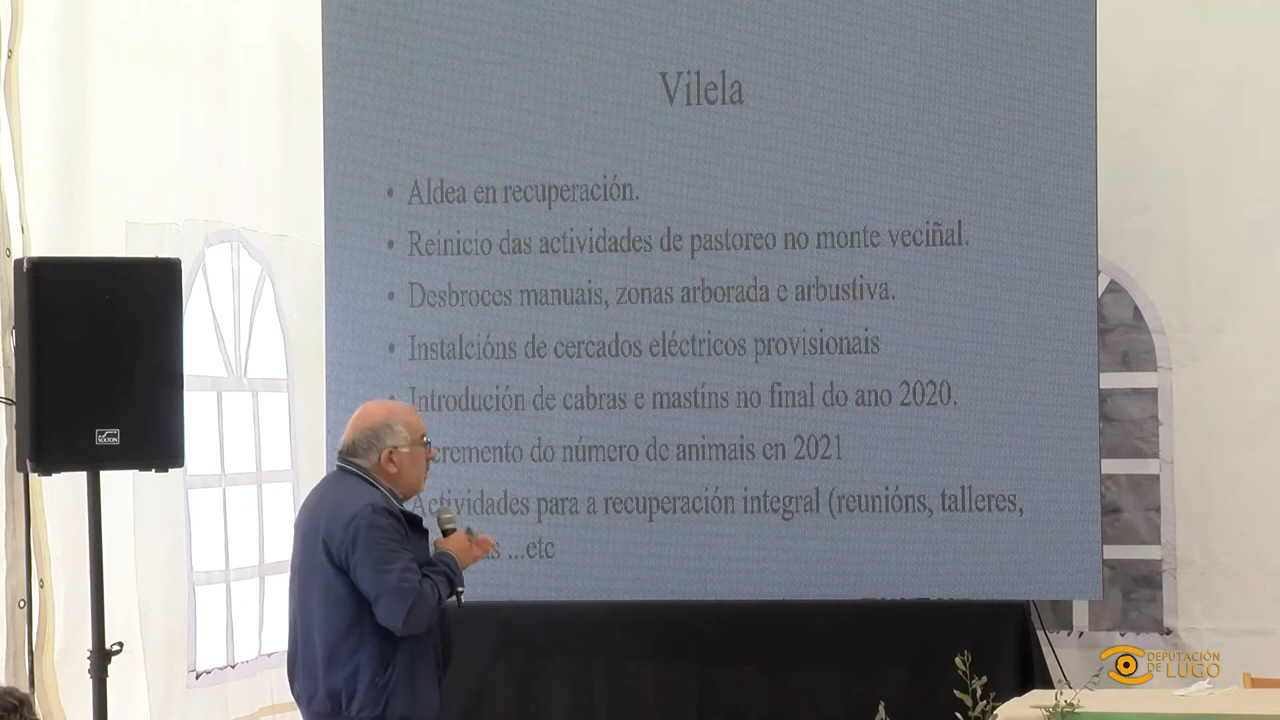 Vilela
• Aldea en recuperación.
• Reinicio das actividades de pastoreo no monte veciñal.
• Desbroces manuais, zonas arborada e arbustiva.
• Instalcións de cercados eléctricos provisionais
• Introdución de cabras e mastíns no final do ano 2020.
do número de animais en 2021
Actividades para a recuperación integral (reunións, talleres,
...etc
SOLTON
DEPUTACIÓN
DE LUGO